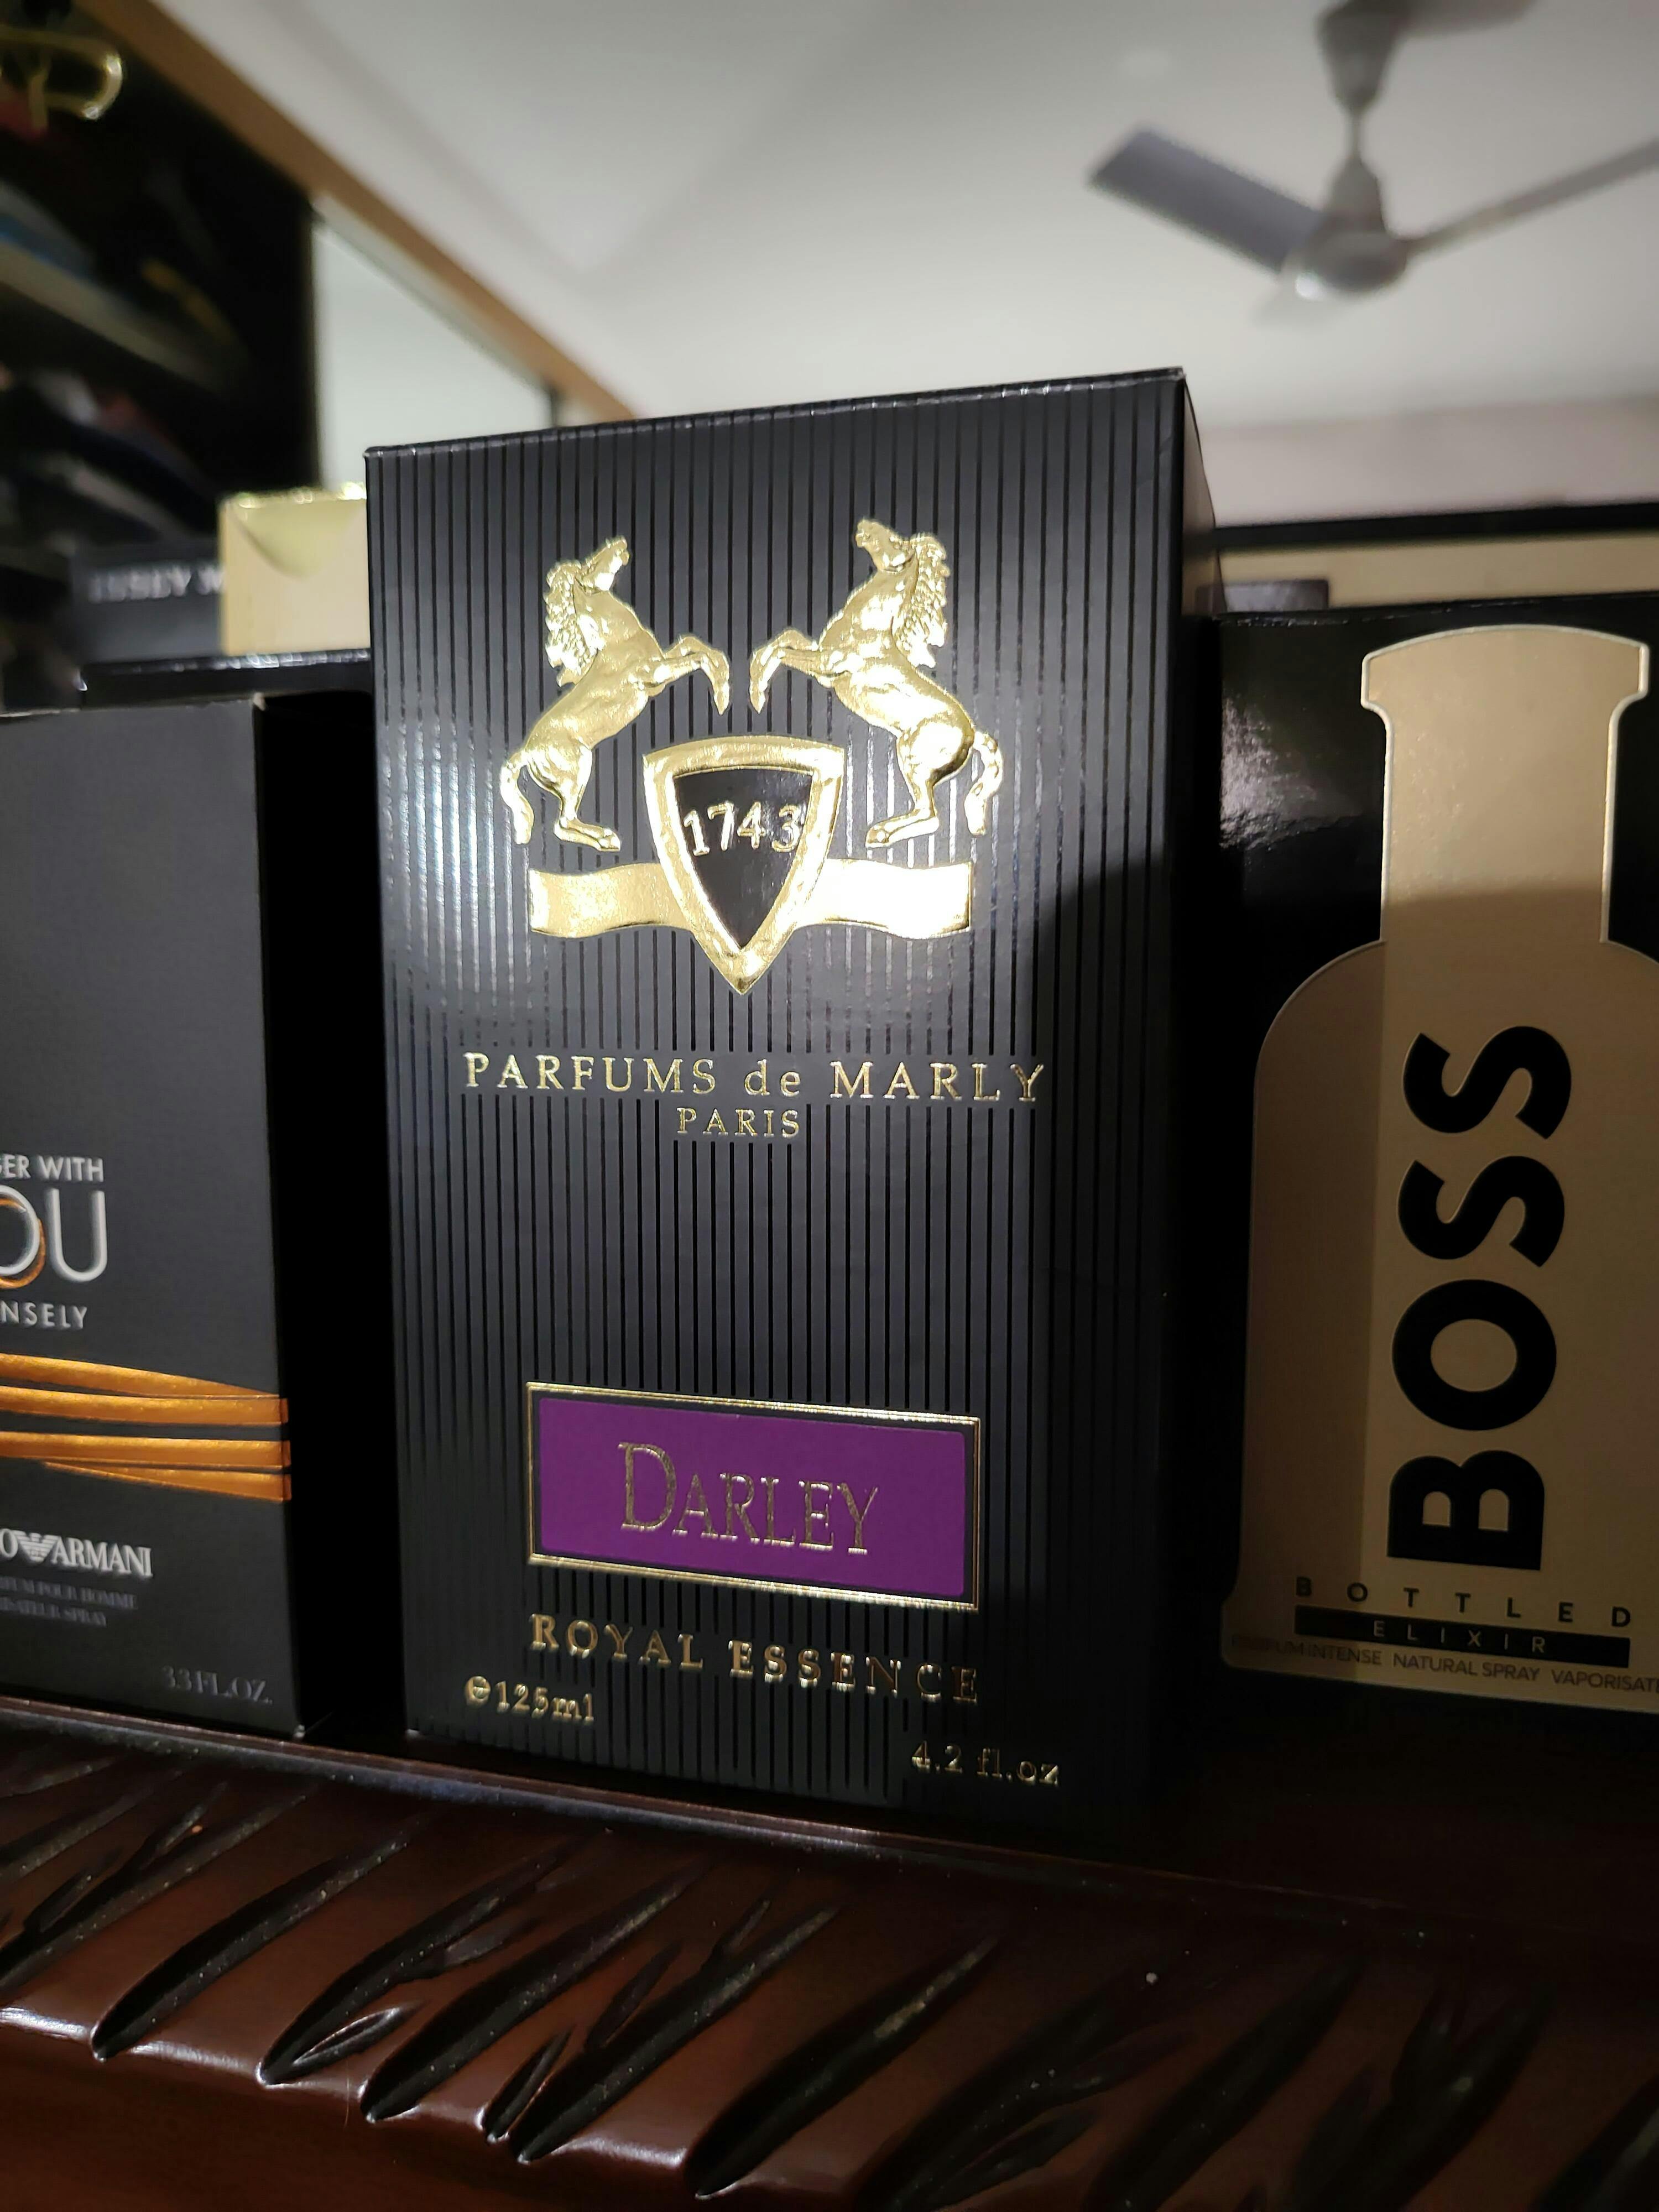 1743
PARFUMS de MARLY
PARIS
DARLEY
ROYAL ESSENCE
℮125ml
4.2 fl.oz
WITH
OU
NSELY
ARMANI
3.3 FL.OZ.
BOSS
BOTTLED
ELIXIR
INTENSE NATURAL SPRAY